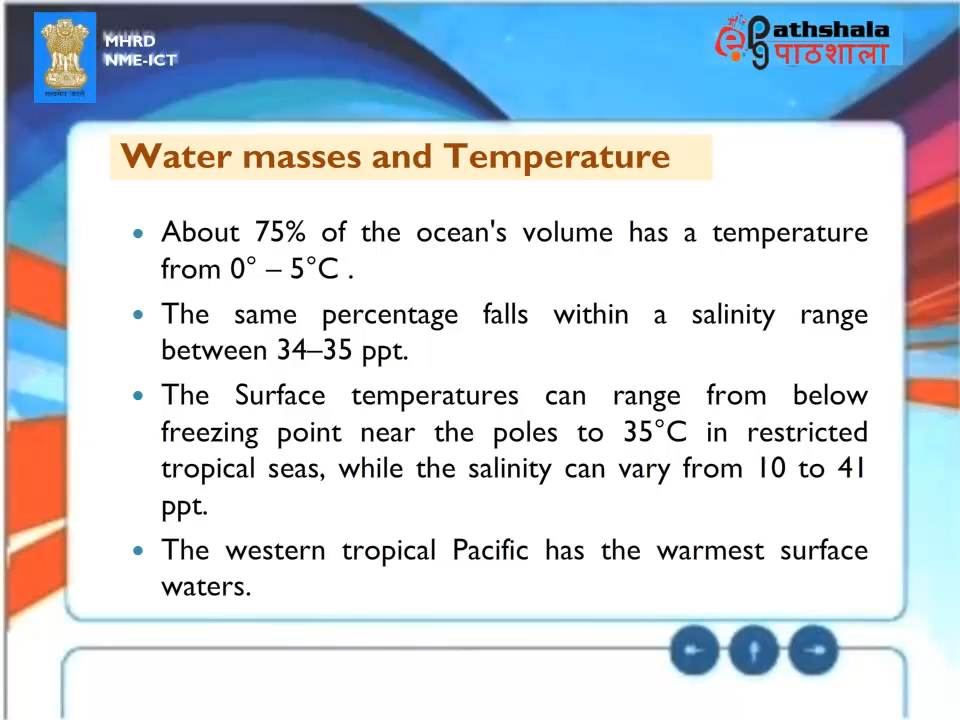 MHRD
NME-ICT
ePathshala
पाठशाला
Water masses and Temperature
• About 75% of the ocean's volume has a temperature
from 0° – 5°C .
• The same percentage falls within a salinity range
between 34–35 ppt.
• The Surface temperatures can range from below
freezing point near the poles to 35°C in restricted
tropical seas, while the salinity can vary from 10 to 41
ppt.
• The western tropical Pacific has the warmest surface
waters.